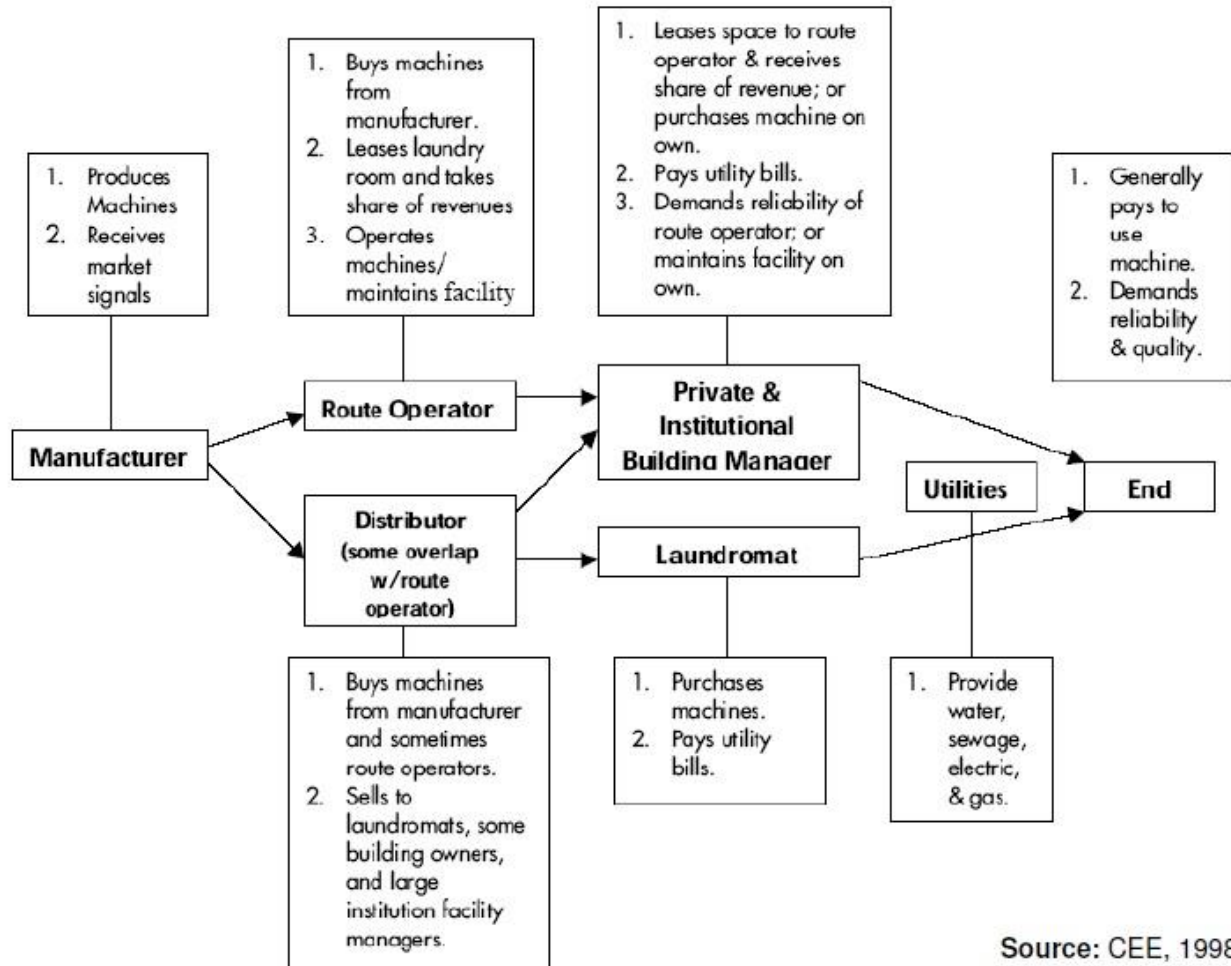 1. Produces
Machines
2. Receives
market
signals
1. Buys machines
from
manufacturer.
2. Leases laundry
room and takes
share of revenues
3. Operates
machines/
maintains facility
1. Leases space to route
operator & receives
share of revenue; or
purchases machine on
own.
2. Pays utility bills.
3. Demands reliability of
route operator; or
maintains facility on
own.
1. Generally
pays to
use
machine.
2. Demands
reliability
& quality.
Manufacturer
Route Operator
Private &
Institutional
Building Manager
Distributor
(some overlap
w/route
operator)
Laundromat
Utilities
End
1. Buys machines
from manufacturer
and sometimes
route operators.
2. Sells to
laundromats, some
building owners,
and large
institution facility
managers.
1. Purchases
machines.
2. Pays utility
bills.
1. Provide
water,
sewage,
electric,
& gas.
Source: CEE, 1998